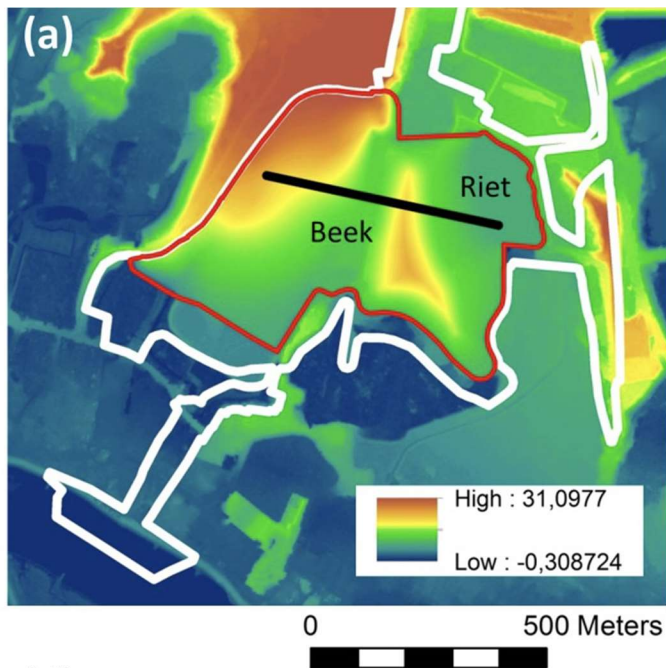 (a)
Riet
Beek
High : 31,0977
Low : -0,308724
0 500 Meters